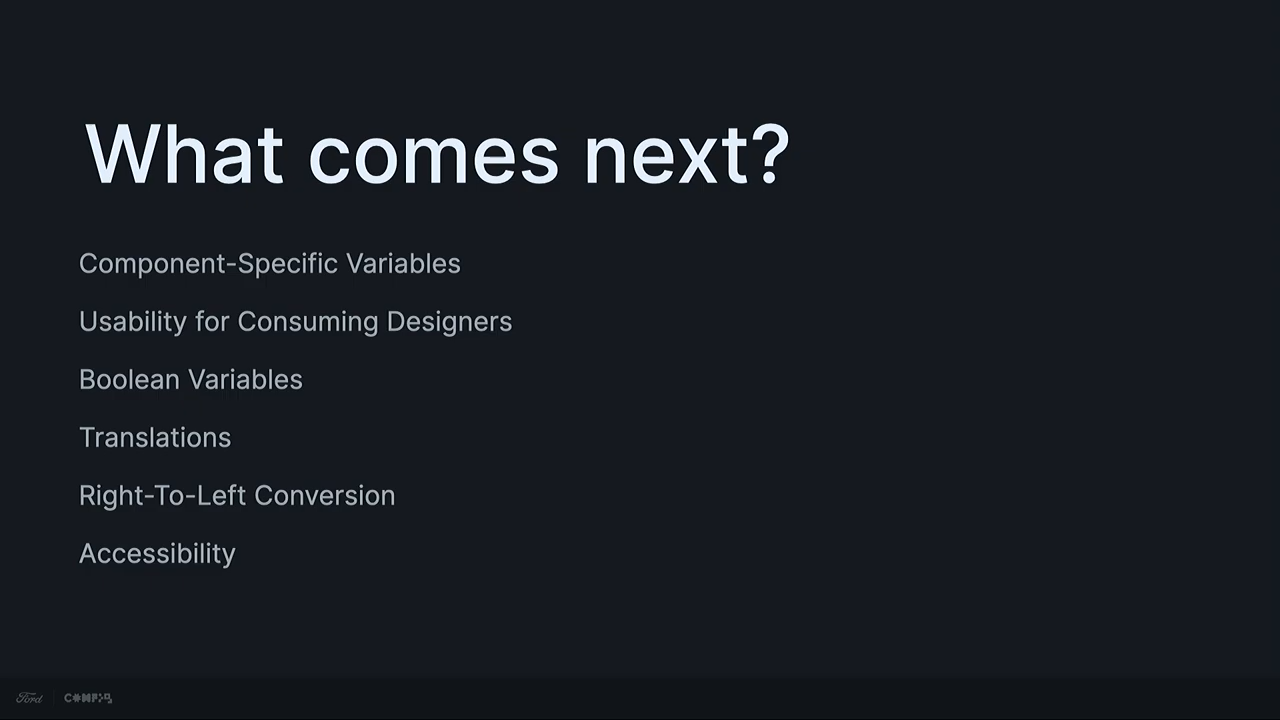 What comes next?
Component-Specific Variables
Usability for Consuming Designers
Boolean Variables
Translations
Right-To-Left Conversion
Accessibility
Ford
CONFIG